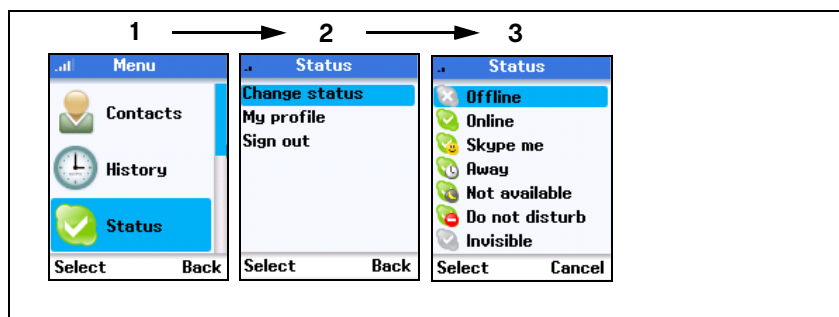 1 2 3
Menu
Contacts
History
Status
Select Back
Status
Change status
My profile
Sign out
Select Back
Status
Offline
Online
Skype me
Away
Not available
Do not disturb
Invisible
Select Cancel